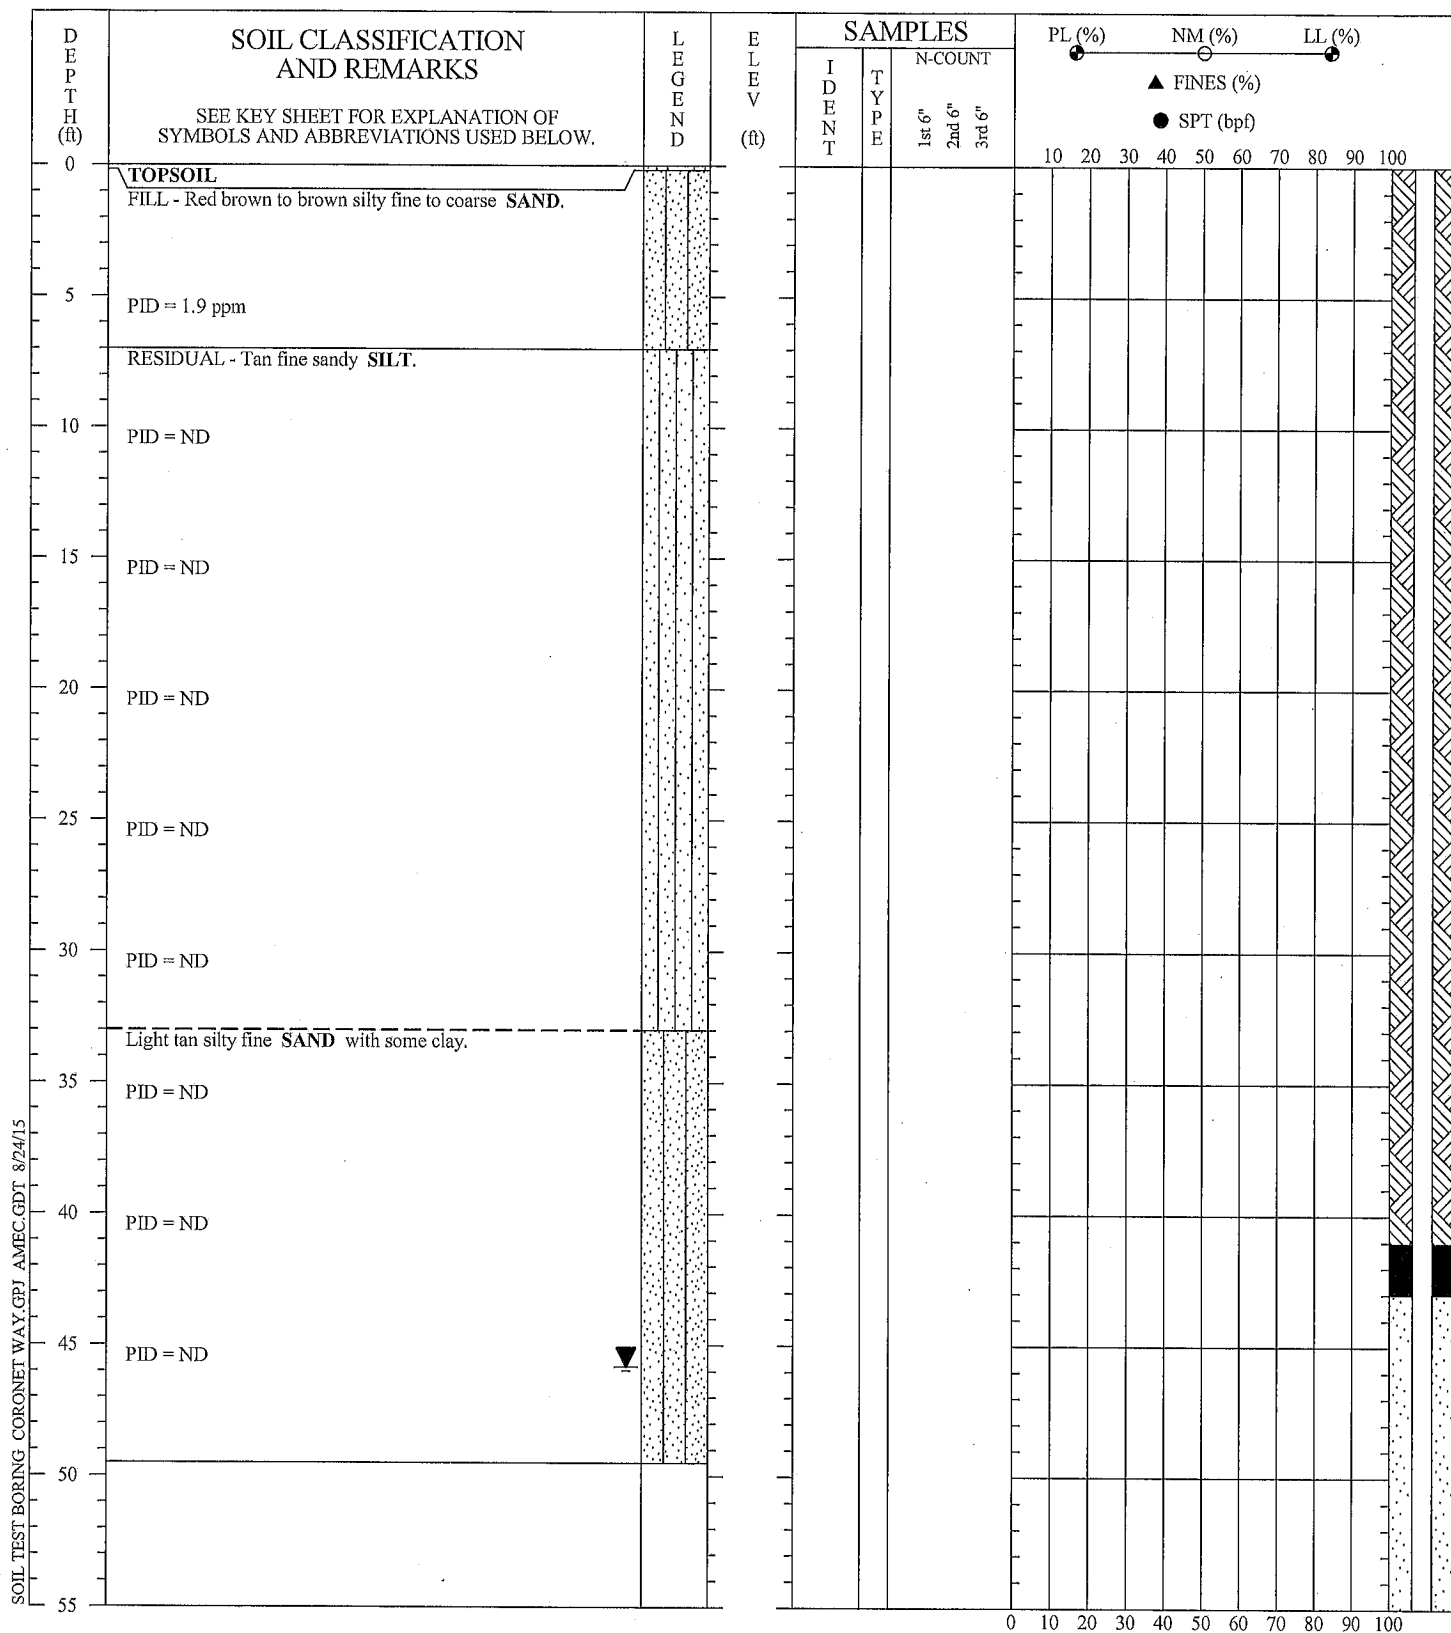 DEPTH (ft)
SOIL CLASSIFICATION
AND REMARKS
SEE KEY SHEET FOR EXPLANATION OF
SYMBOLS AND ABBREVIATIONS USED BELOW.
LEGEND
ELEV (ft)
SAMPLES
IDENT
TYPE
N-COUNT
1st 6"
2nd 6"
3rd 6"
PL (%) NM (%) LL (%)
▲ FINES (%)
● SPT (bpf)
10 20 30 40 50 60 70 80 90 100
0
TOPSOIL
FILL - Red brown to brown silty fine to coarse SAND.
5
PID = 1.9 ppm
RESIDUAL - Tan fine sandy SILT.
10
PID = ND
15
PID = ND
20
PID = ND
25
PID = ND
30
PID = ND
Light tan silty fine SAND with some clay.
35
PID = ND
40
PID = ND
45
PID = ND
50
55
0 10 20 30 40 50 60 70 80 90 100
SOIL TEST BORING CORONET WAY.GPJ AMEC.GDT 8/24/15